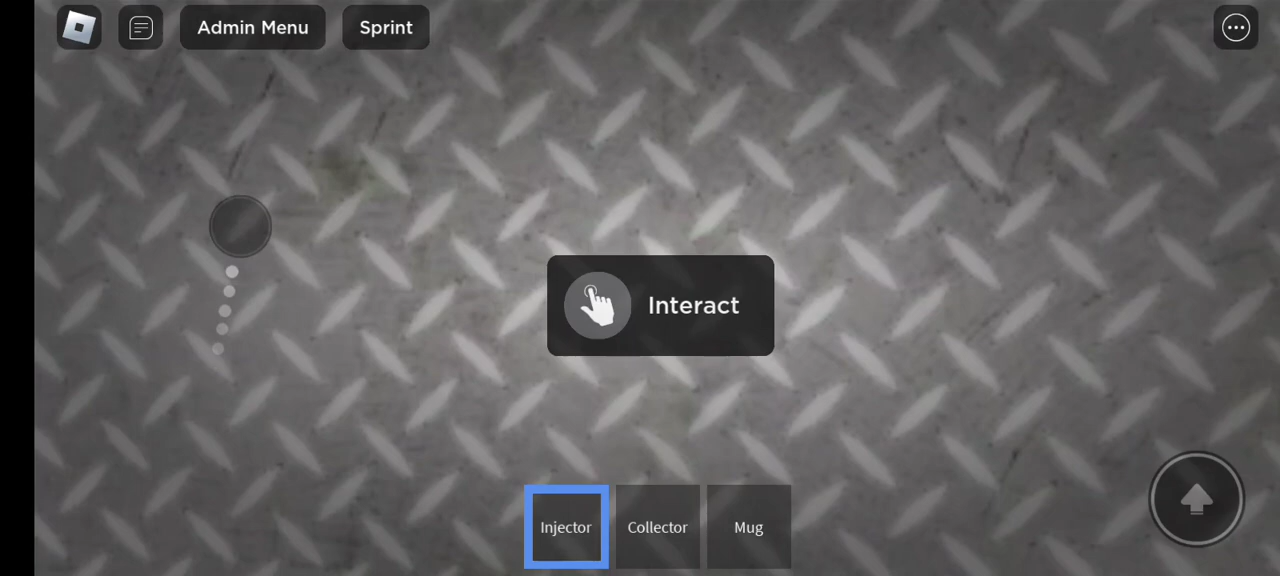 Admin Menu
Sprint
Interact
Injector
Collector
Mug